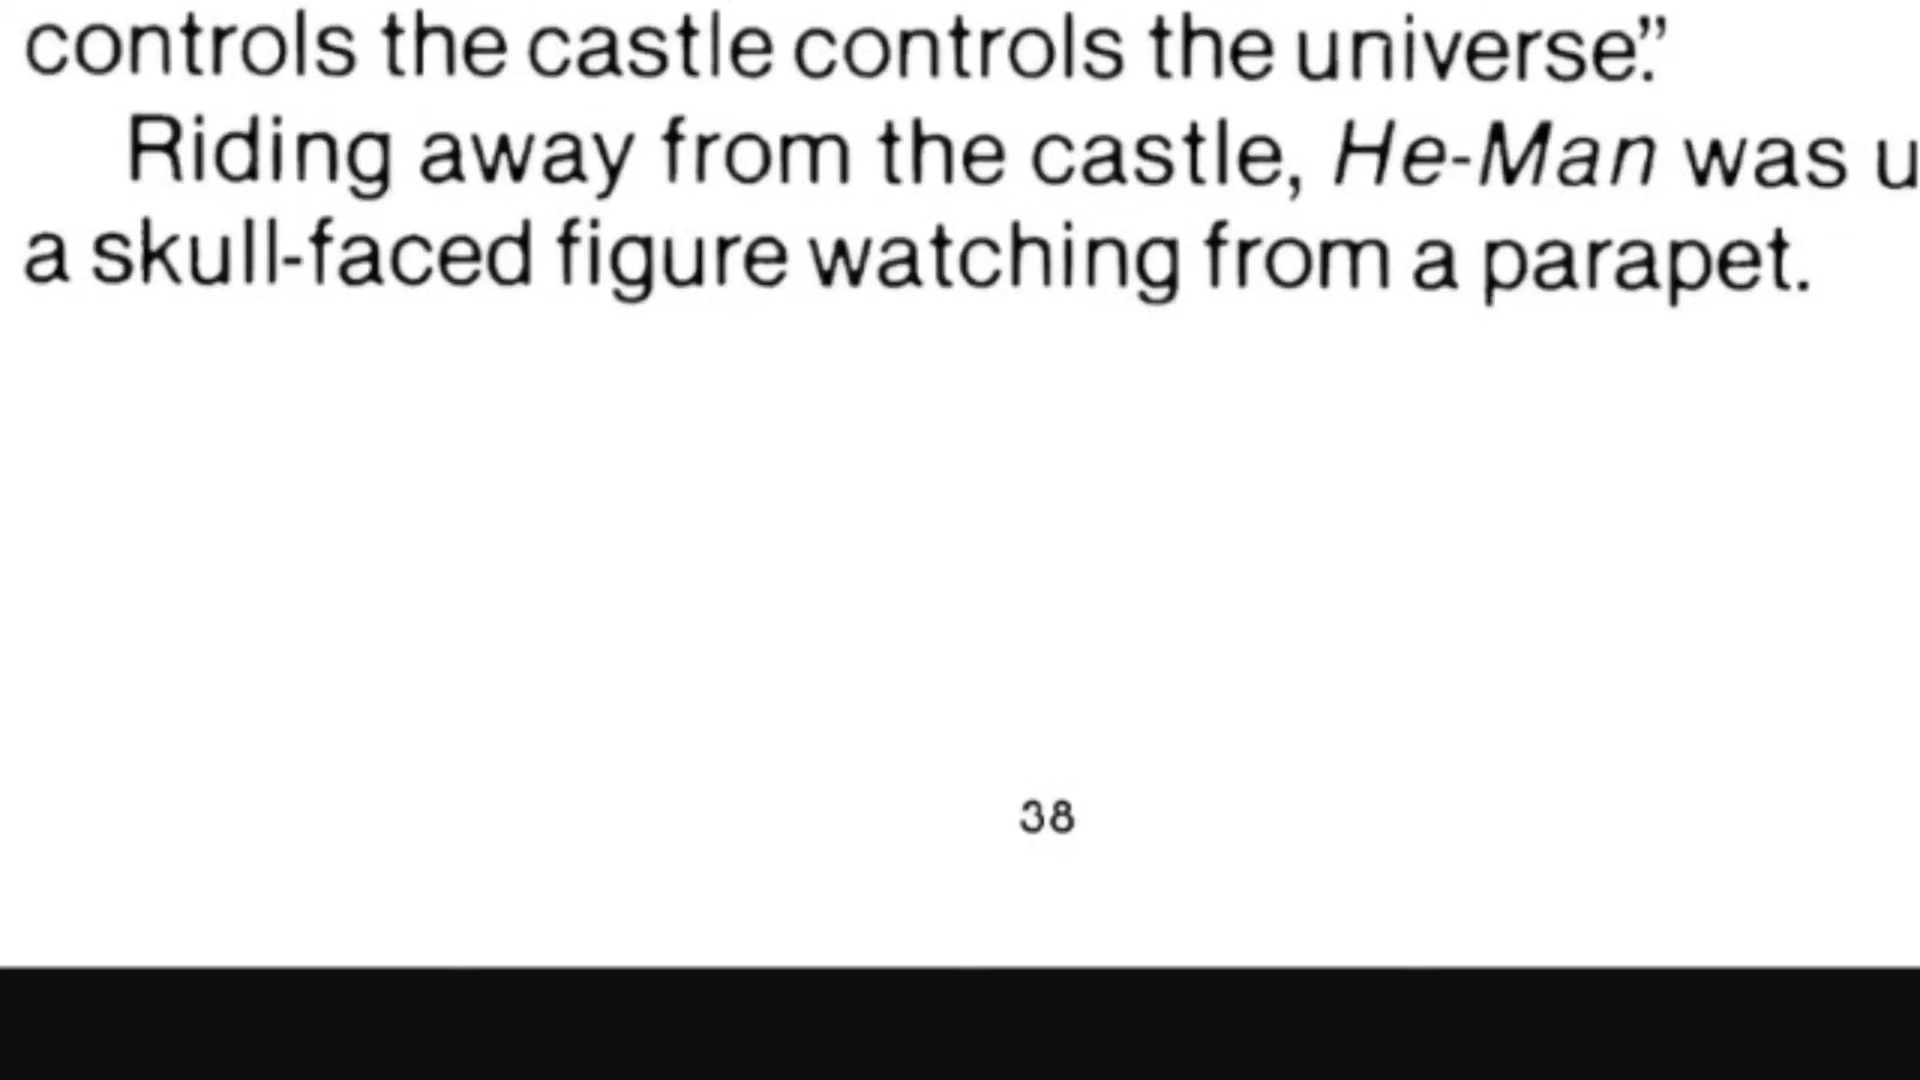 controls the castle controls the universe."
Riding away from the castle, He-Man was u
a skull-faced figure watching from a parapet.
38